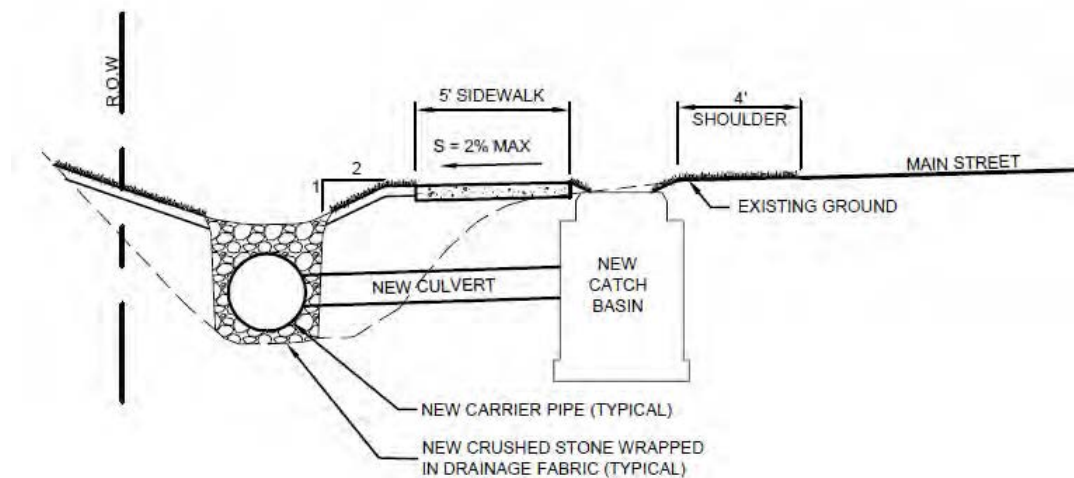 R.O.W
5' SIDEWALK
4'
SHOULDER
S = 2% MAX
MAIN STREET
2
1
EXISTING GROUND
NEW CULVERT
NEW
CATCH
BASIN
NEW CARRIER PIPE (TYPICAL)
NEW CRUSHED STONE WRAPPED
IN DRAINAGE FABRIC (TYPICAL)